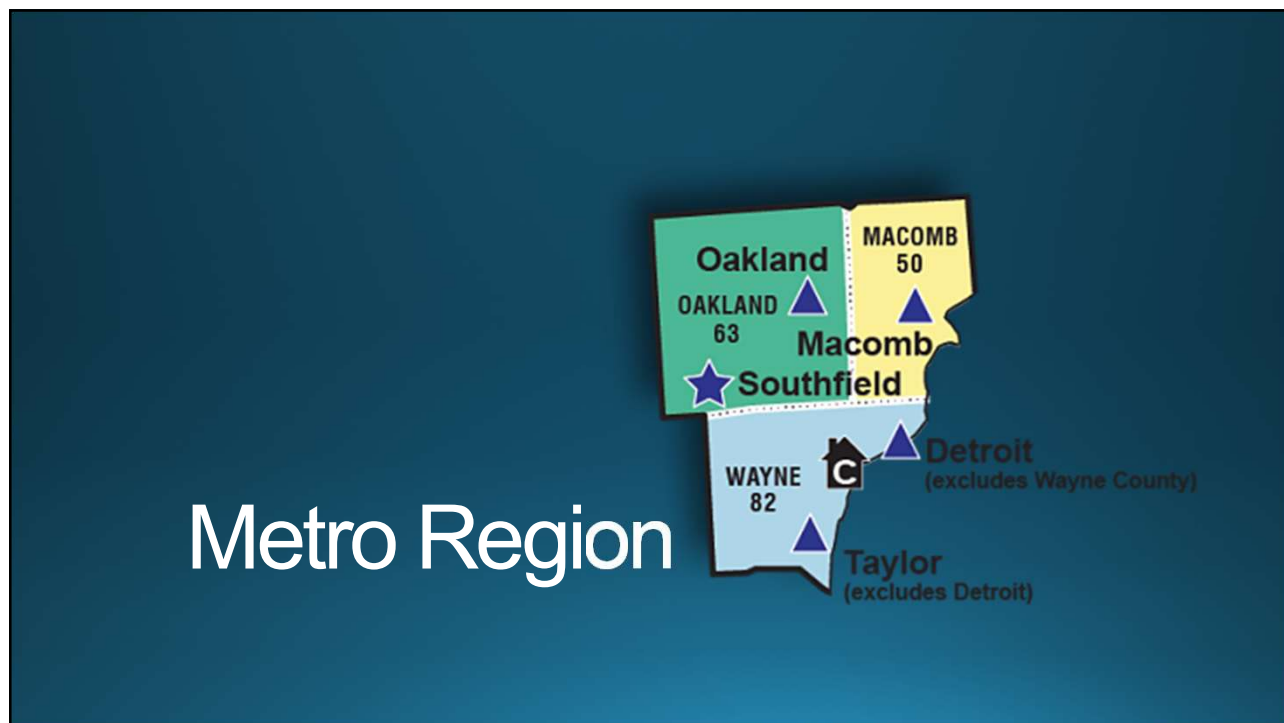 Oakland
OAKLAND
63
MACOMB
50
Macomb
Southfield
WAYNE
82
C
Detroit
(excludes Wayne County)
Taylor
(excludes Detroit)
Metro Region